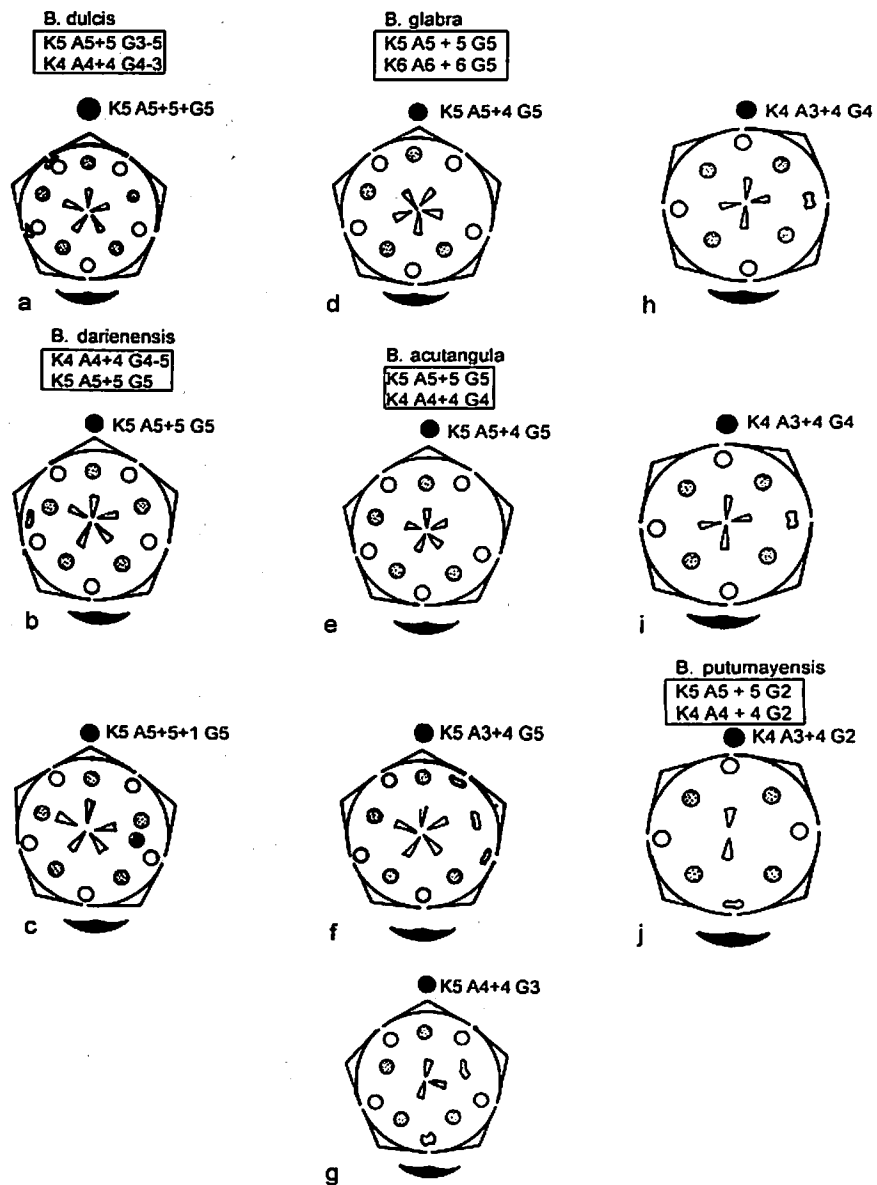 B. dulcis
K5 A5+5 G3-5
K4 A4+4 G4-3
K5 A5+5+G5
a
B. darienensis
K4 A4+4 G4-5
K5 A5+5 G5
K5 A5+5 G5
b
K5 A5+5+1 G5
c
B. glabra
K5 A5 + 5 G5
K6 A6 + 6 G5
K5 A5+4 G5
d
B. acutangula
K5 A5+5 G5
K4 A4+4 G4
K5 A5+4 G5
e
K5 A3+4 G5
f
K5 A4+4 G3
g
K4 A3+4 G4
h
K4 A3+4 G4
i
B. putumayensis
K5 A5 + 5 G2
K4 A4 + 4 G2
K4 A3+4 G2
j